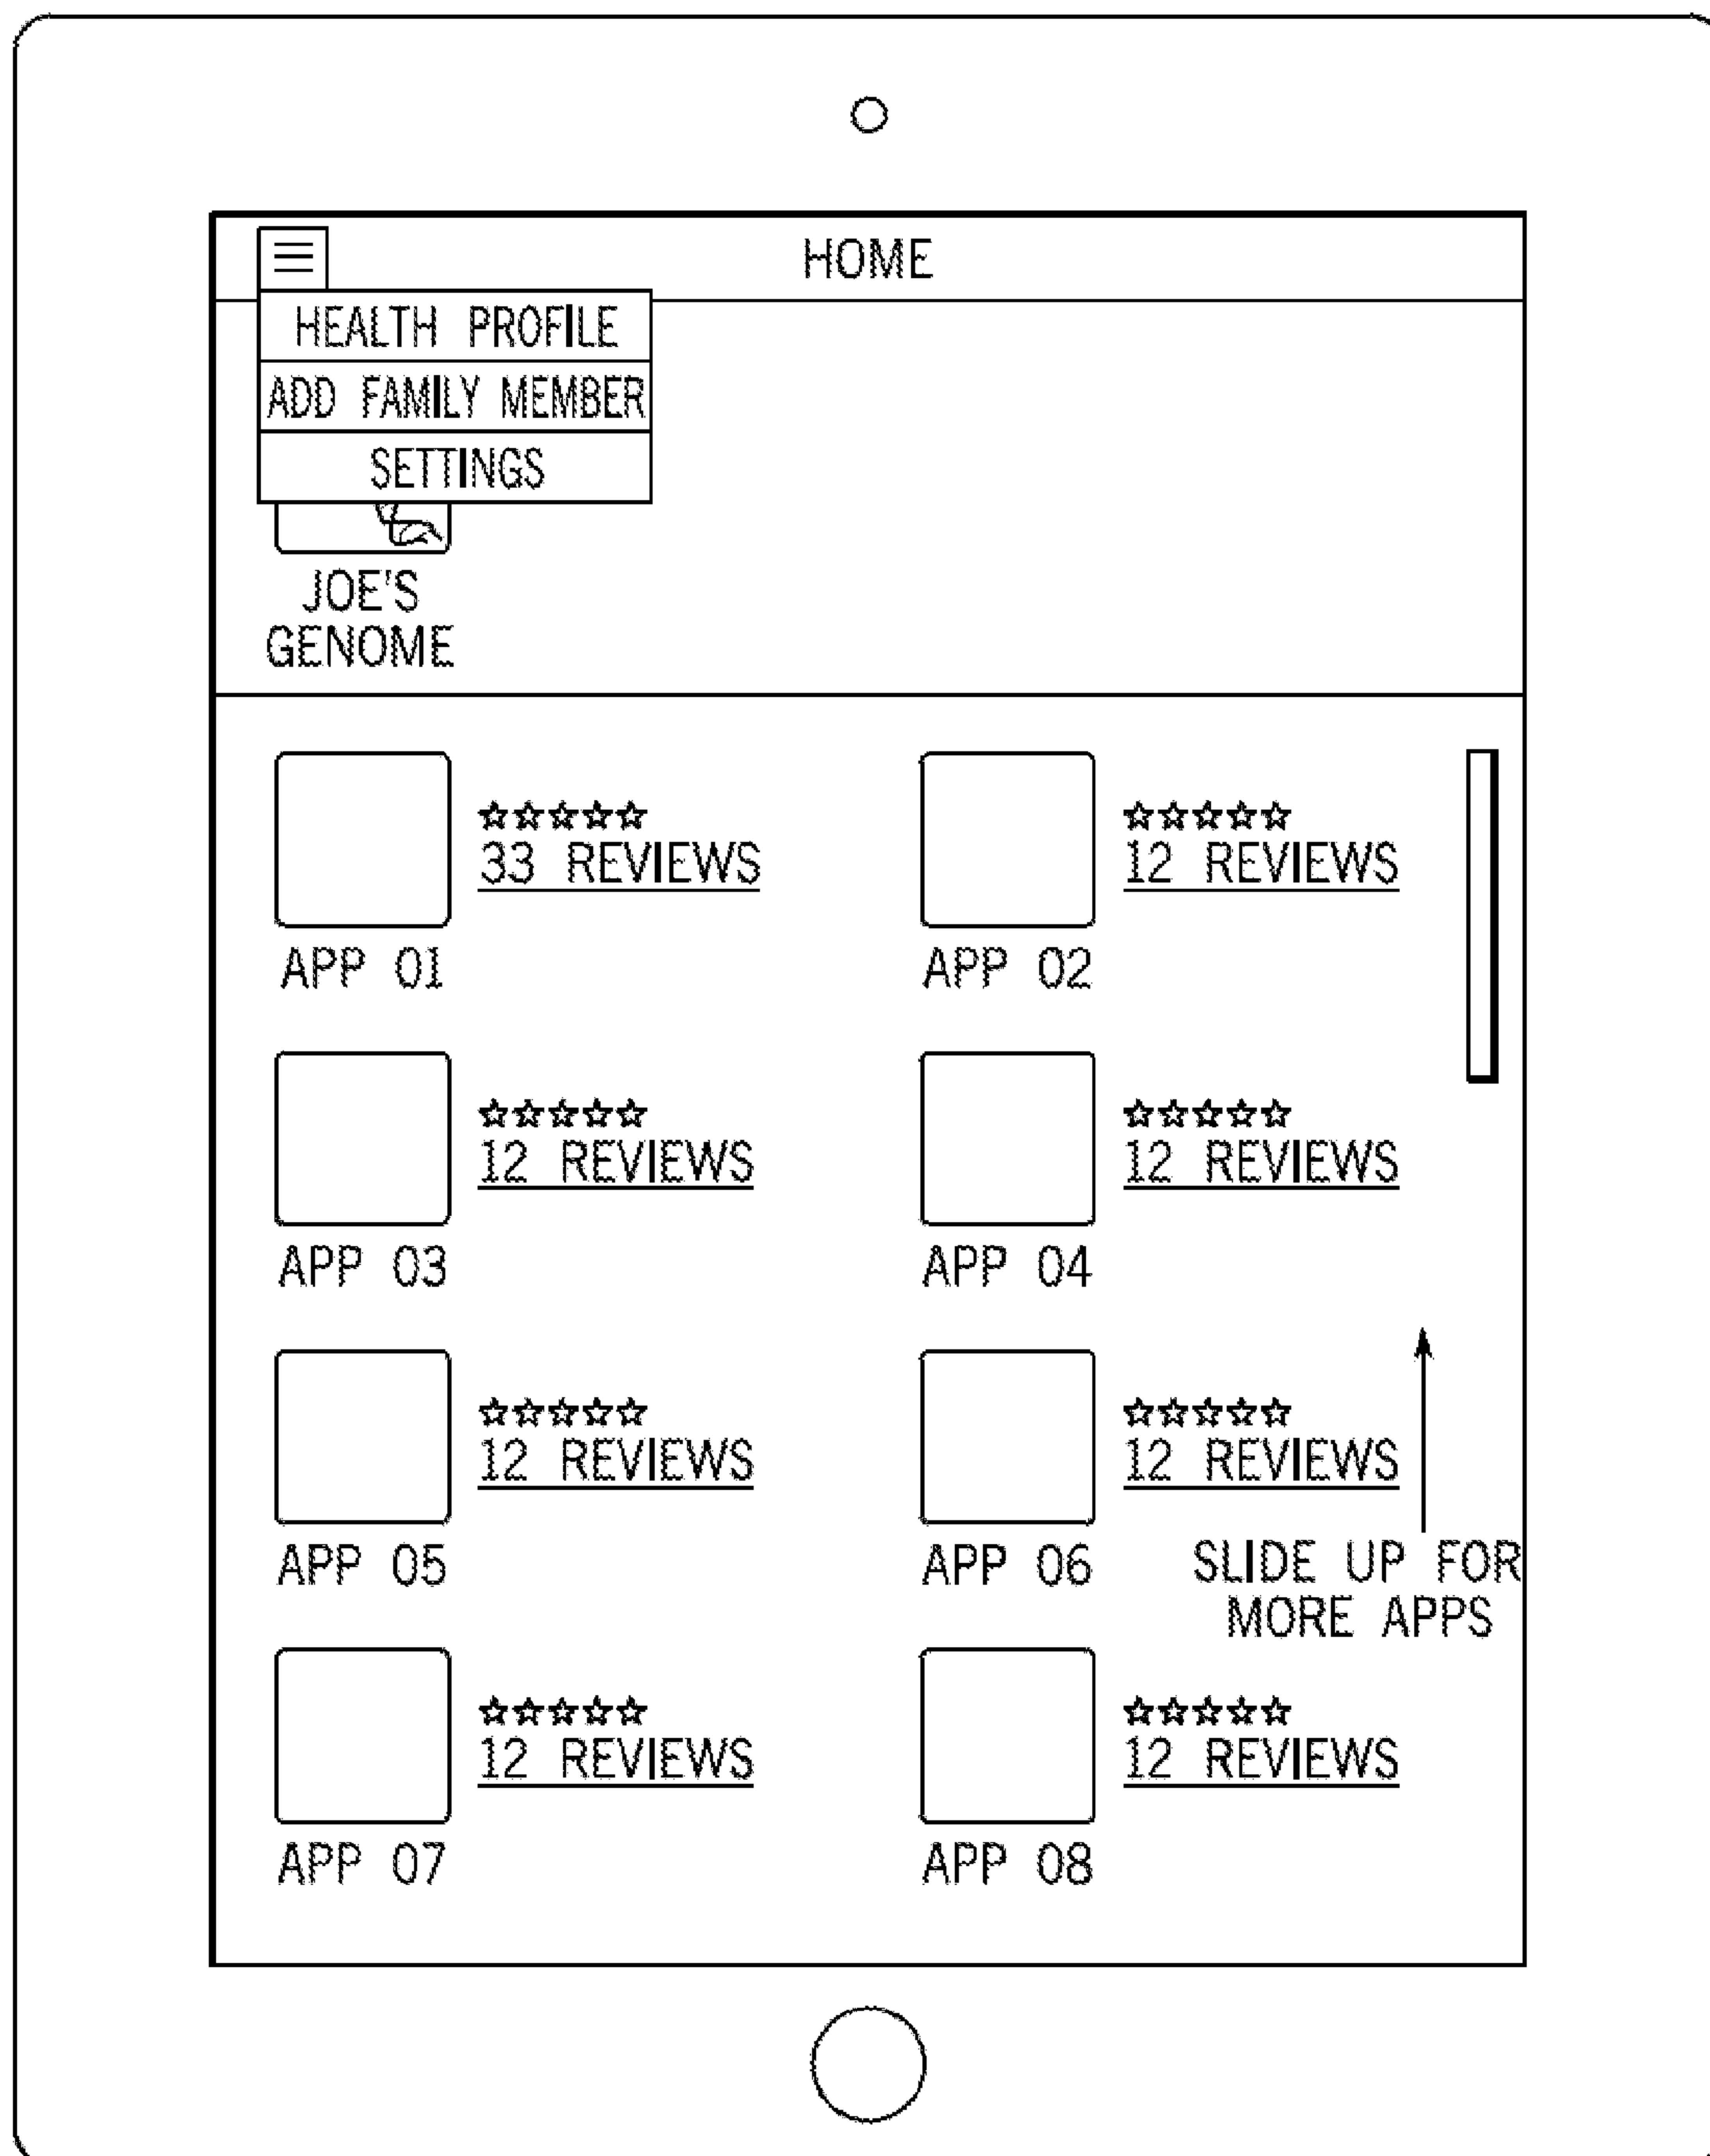 HOME
HEALTH PROFILE
ADD FAMILY MEMBER
SETTINGS
JOE'S
GENOME
33 REVIEWS
12 REVIEWS
APP 01
APP 02
12 REVIEWS
12 REVIEWS
APP 03
APP 04
12 REVIEWS
12 REVIEWS
APP 05
APP 06
SLIDE UP FOR
MORE APPS
12 REVIEWS
12 REVIEWS
APP 07
APP 08